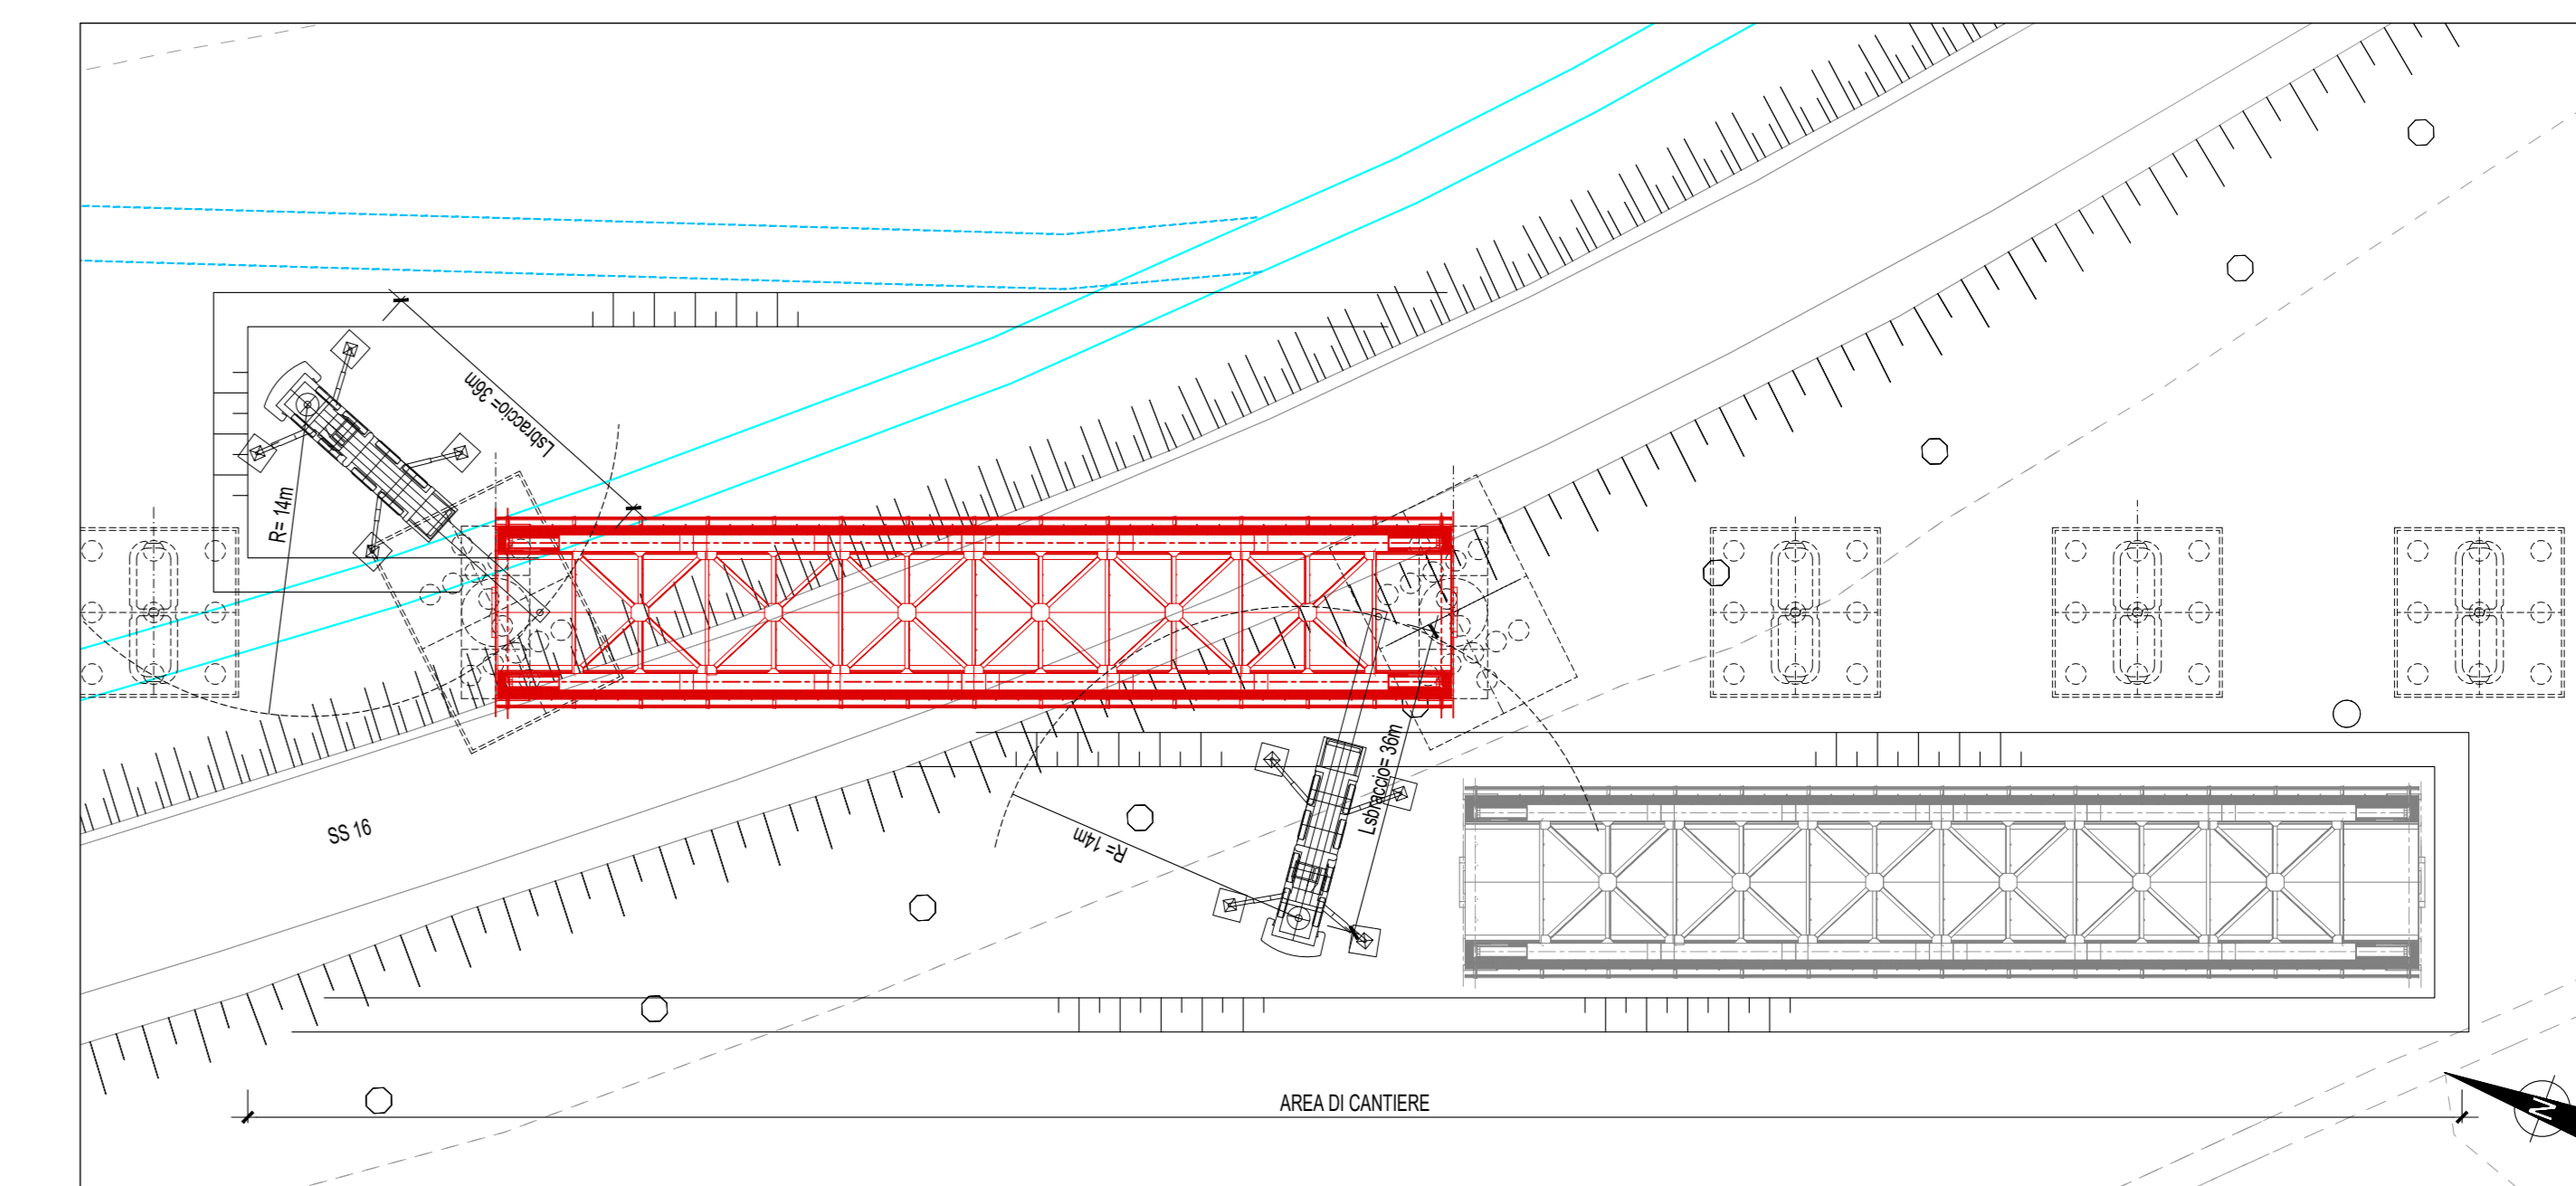 Lsbraccio= 36m
R= 14m
SS 16
Lsbraccio= 36m
R= 14m
AREA DI CANTIERE
N